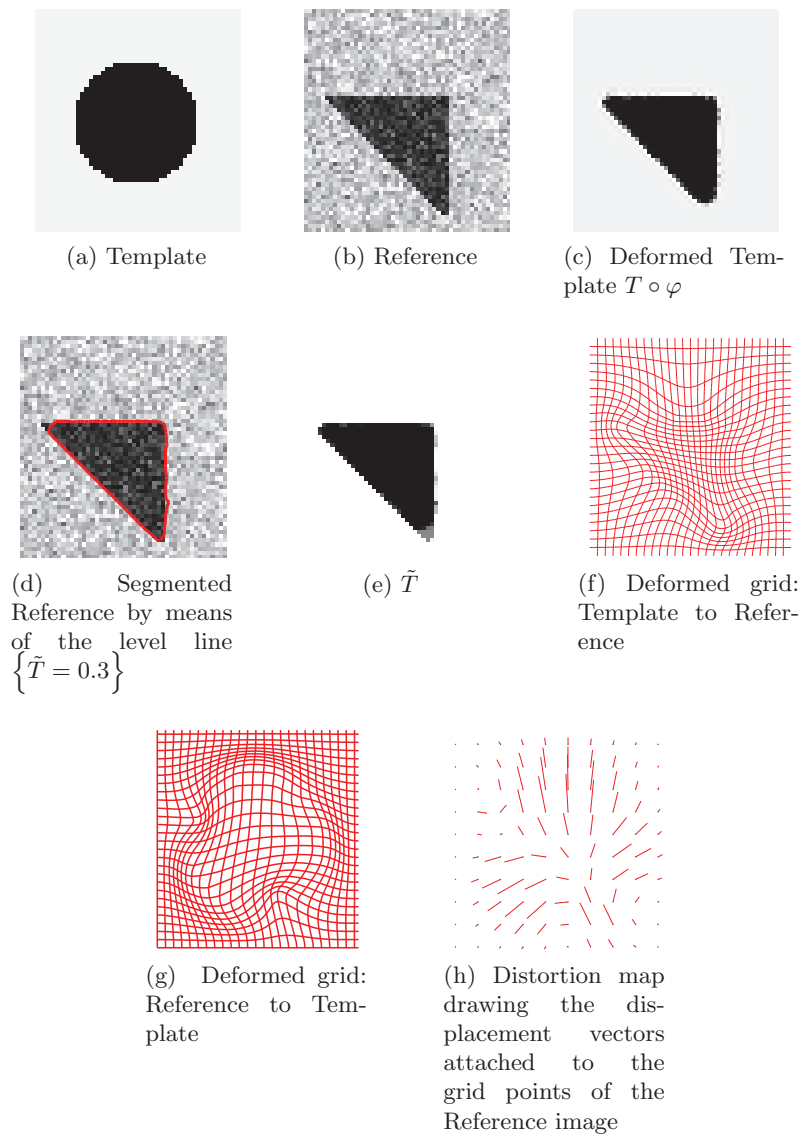 (a) Template
(b) Reference
(c) Deformed Tem-
plate T ∘ φ
(d) Segmented
Reference by means
of the level line
{T̃ = 0.3}
(e) T̃
(f) Deformed grid:
Template to Refer-
ence
(g) Deformed grid:
Reference to Tem-
plate
(h) Distortion map
drawing the dis-
placement vectors
attached to the
grid points of the
Reference image